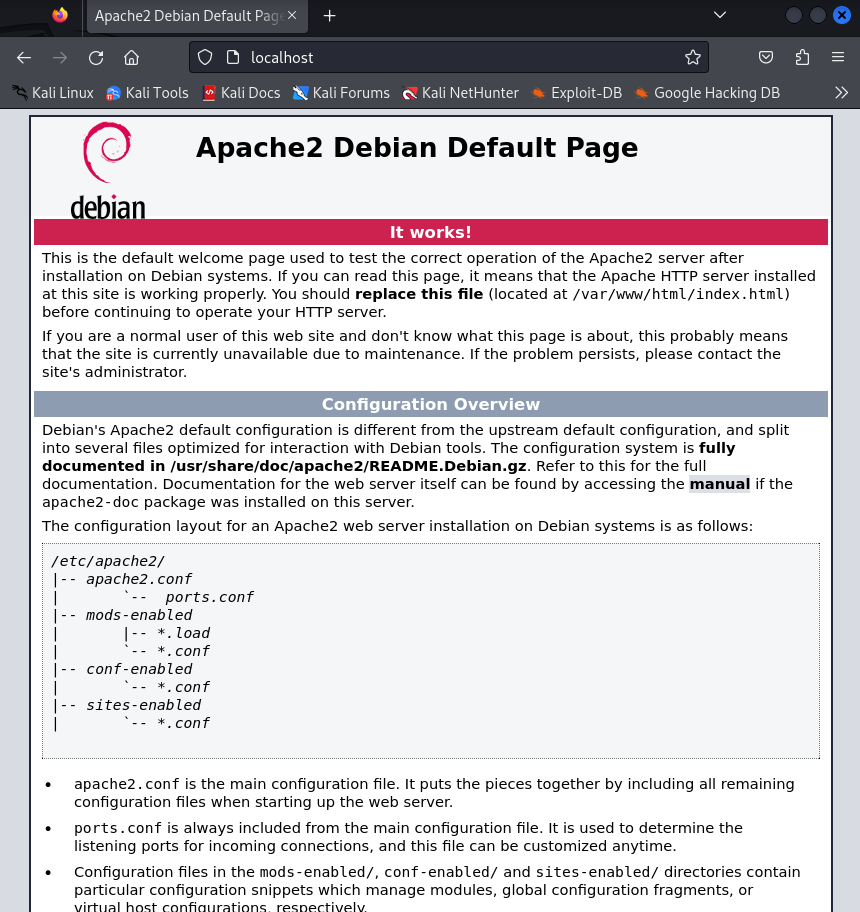 Apache2 Debian Default Page
localhost
Kali Linux Kali Tools Kali Docs Kali Forums Kali NetHunter Exploit-DB Google Hacking DB
debian
Apache2 Debian Default Page
It works!
This is the default welcome page used to test the correct operation of the Apache2 server after
installation on Debian systems. If you can read this page, it means that the Apache HTTP server installed
at this site is working properly. You should replace this file (located at /var/www/html/index.html)
before continuing to operate your HTTP server.
If you are a normal user of this web site and don't know what this page is about, this probably means
that the site is currently unavailable due to maintenance. If the problem persists, please contact the
site's administrator.
Configuration Overview
Debian's Apache2 default configuration is different from the upstream default configuration, and split
into several files optimized for interaction with Debian tools. The configuration system is fully
documented in /usr/share/doc/apache2/README.Debian.gz. Refer to this for the full
documentation. Documentation for the web server itself can be found by accessing the manual if the
apache2-doc package was installed on this server.
The configuration layout for an Apache2 web server installation on Debian systems is as follows:
/etc/apache2/
|-- apache2.conf
|       `--  ports.conf
|-- mods-enabled
|       |-- *.load
|       `-- *.conf
|-- conf-enabled
|       `-- *.conf
|-- sites-enabled
|       `-- *.conf
• apache2.conf is the main configuration file. It puts the pieces together by including all remaining
configuration files when starting up the web server.
• ports.conf is always included from the main configuration file. It is used to determine the
listening ports for incoming connections, and this file can be customized anytime.
• Configuration files in the mods-enabled/, conf-enabled/ and sites-enabled/ directories contain
particular configuration snippets which manage modules, global configuration fragments, or
virtual host configurations, respectively.